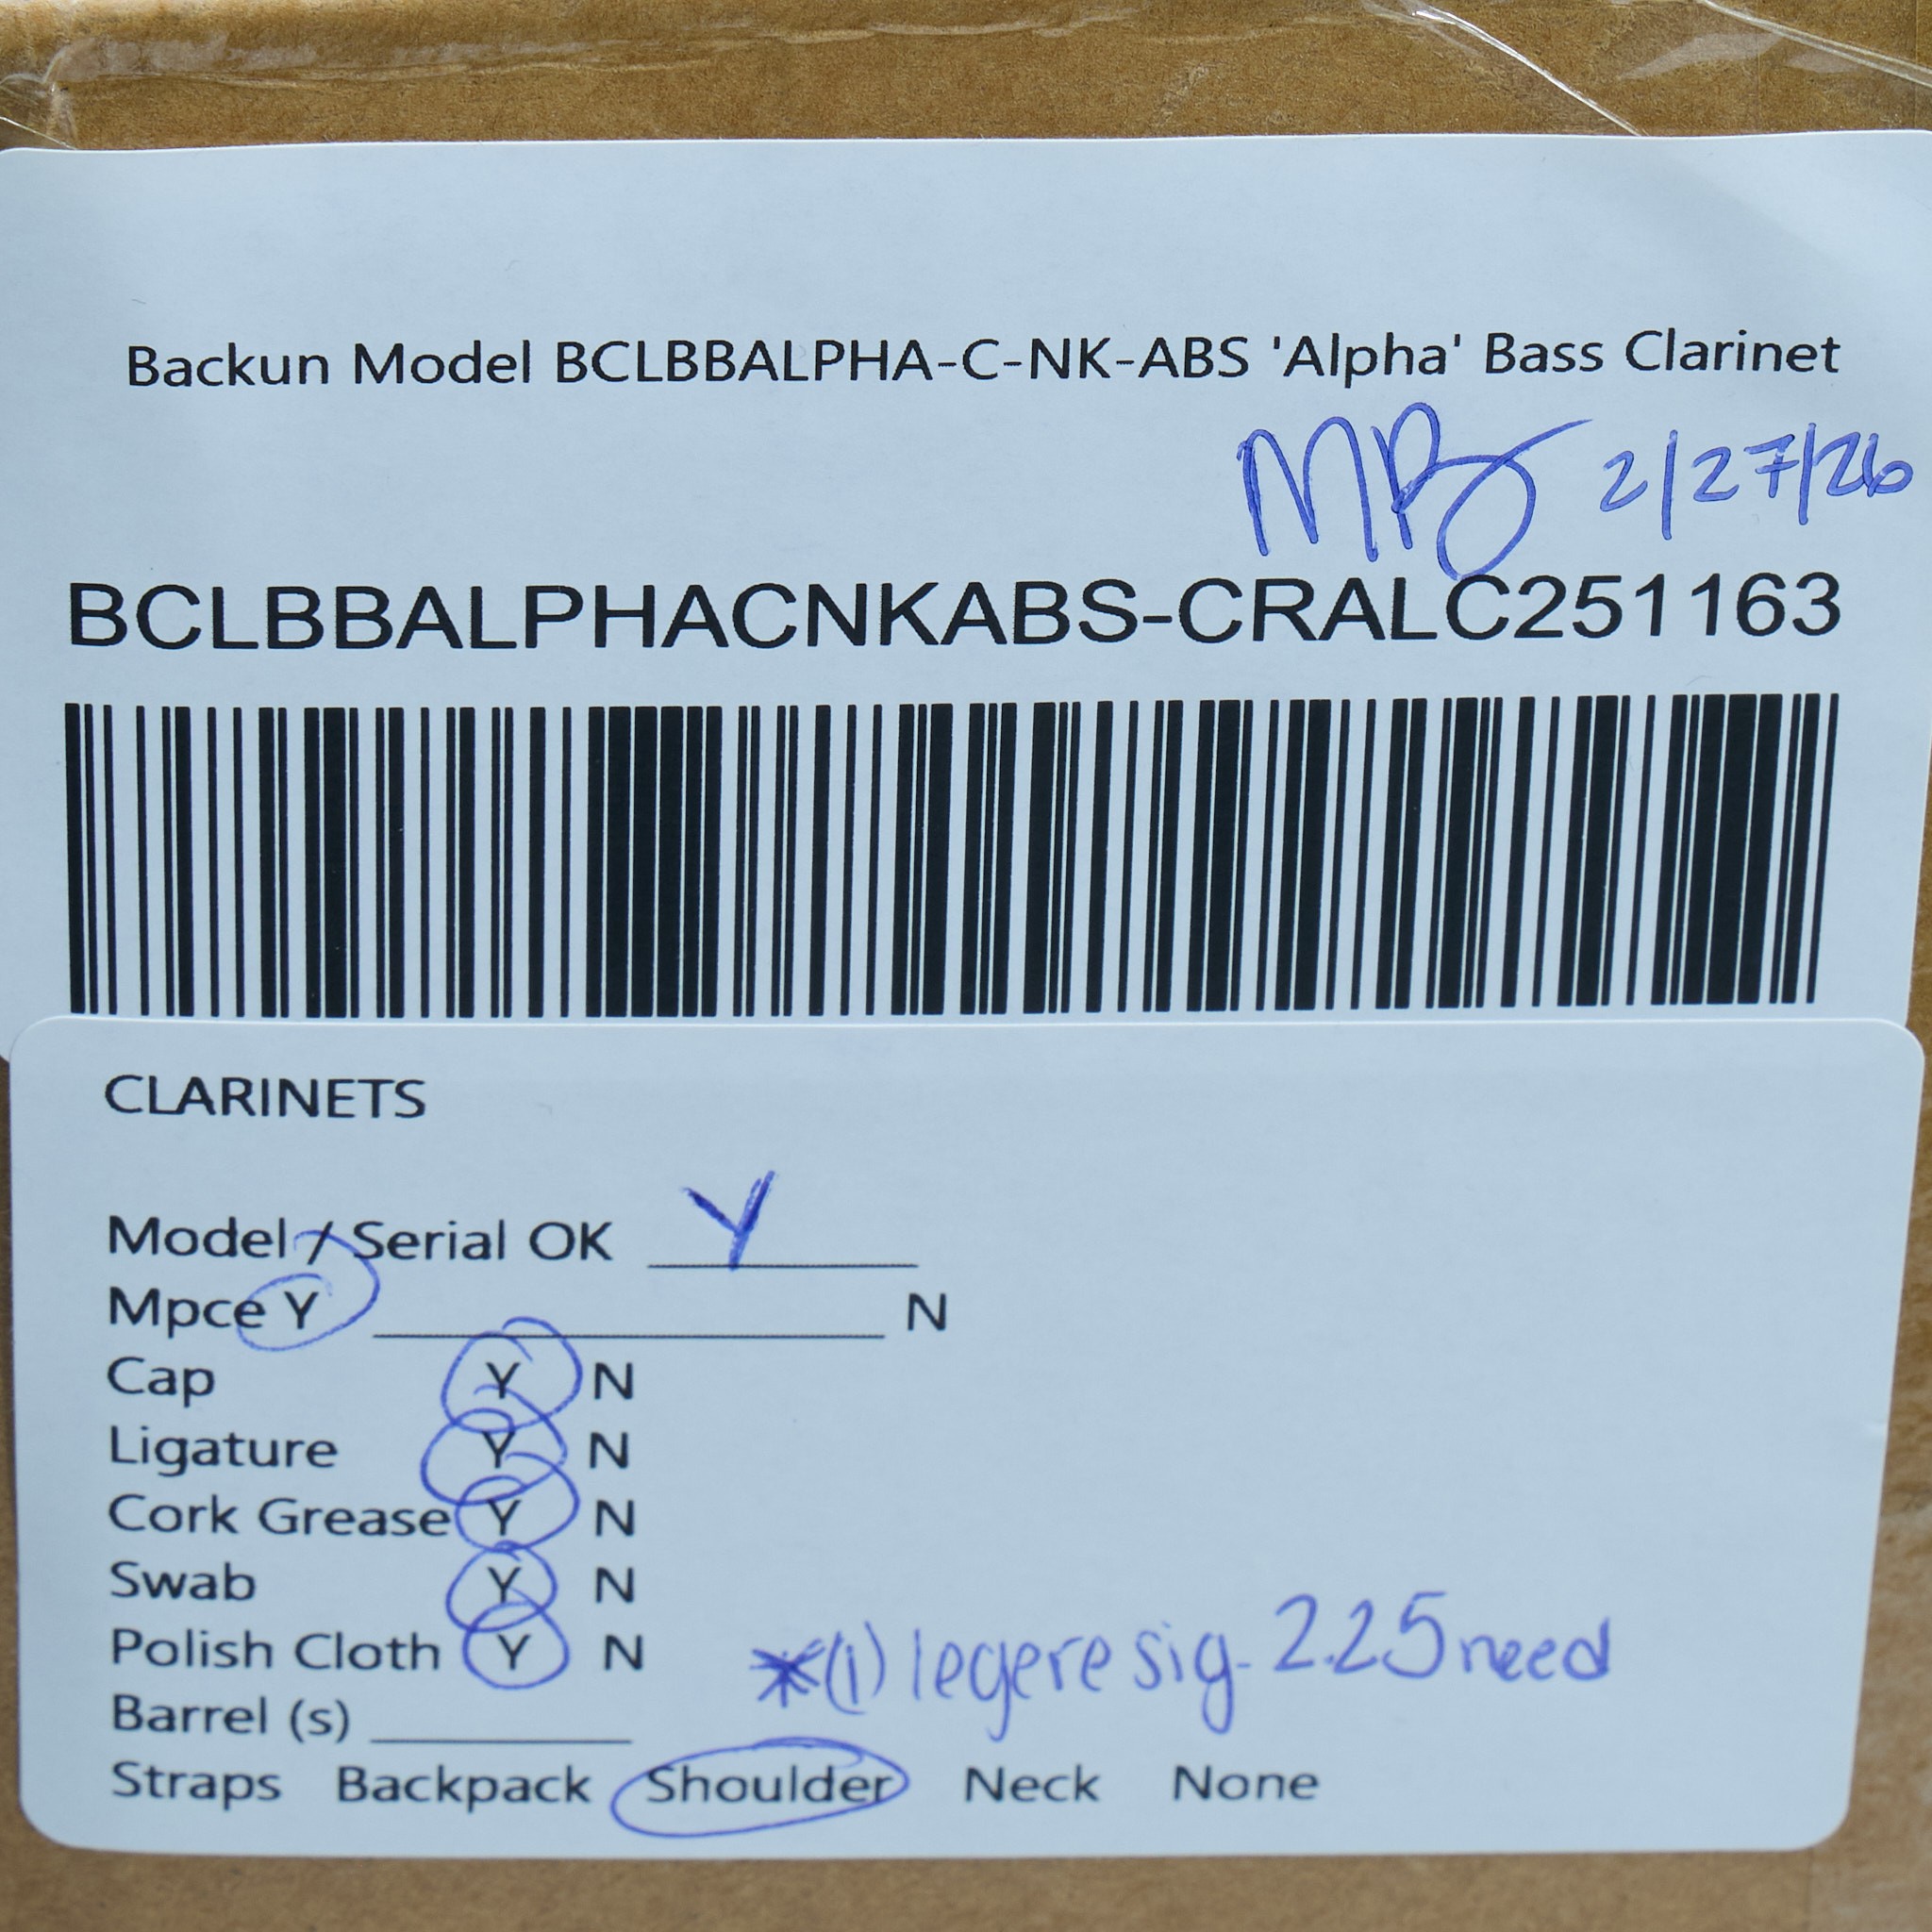 Backun Model BCLBBALPHA-C-NK-ABS 'Alpha' Bass Clarinet
MB 2/27/26
BCLBBALPHACNKABS-CRALC251163
CLARINETS
Model / Serial OK Y
Mpce Y N
Cap Y N
Ligature Y N
Cork Grease Y N
Swab Y N
Polish Cloth Y N
*(1) legere sig. 2.25 need
Barrel (s)
Straps Backpack Shoulder Neck None